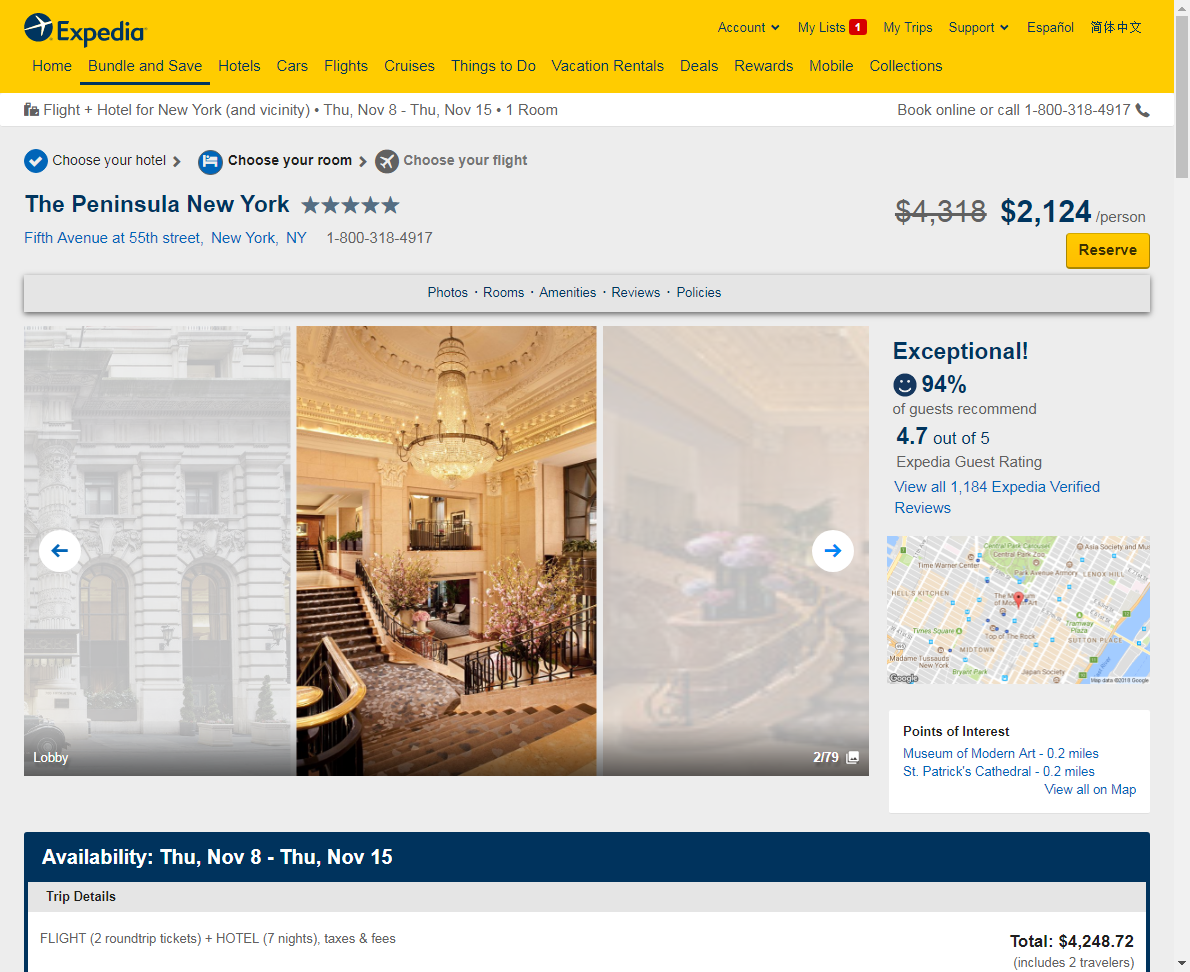 Expedia
Account My Lists 1 My Trips Support Español 简体中文
Home Bundle and Save Hotels Cars Flights Cruises Things to Do Vacation Rentals Deals Rewards Mobile Collections
Flight + Hotel for New York (and vicinity) • Thu, Nov 8 - Thu, Nov 15 • 1 Room Book online or call 1-800-318-4917
Choose your hotel Choose your room Choose your flight
The Peninsula New York
$4,318 $2,124 /person
Fifth Avenue at 55th street, New York, NY 1-800-318-4917
Reserve
Photos · Rooms · Amenities · Reviews · Policies
Exceptional!
94%
of guests recommend
4.7 out of 5
Expedia Guest Rating
View all 1,184 Expedia Verified
Reviews
Central Park Carousel
Asia Society and Mus
Central Park Zoo
Time Warner Center
Park Avenue Armory
LENOX HILL
HELL'S KITCHEN
The Museum
of Modern Art
Times Square
Tramway
Plaza
Top of The Rock
SUTTON PLACE
MIDTOWN
Madame Tussauds
New York
Bryant Park
Japan Society
Google
Map data ©2018 Google
Lobby
2/79
Points of Interest
Museum of Modern Art - 0.2 miles
St. Patrick's Cathedral - 0.2 miles
View all on Map
Availability: Thu, Nov 8 - Thu, Nov 15
Trip Details
FLIGHT (2 roundtrip tickets) + HOTEL (7 nights), taxes & fees
Total: $4,248.72
(includes 2 travelers)